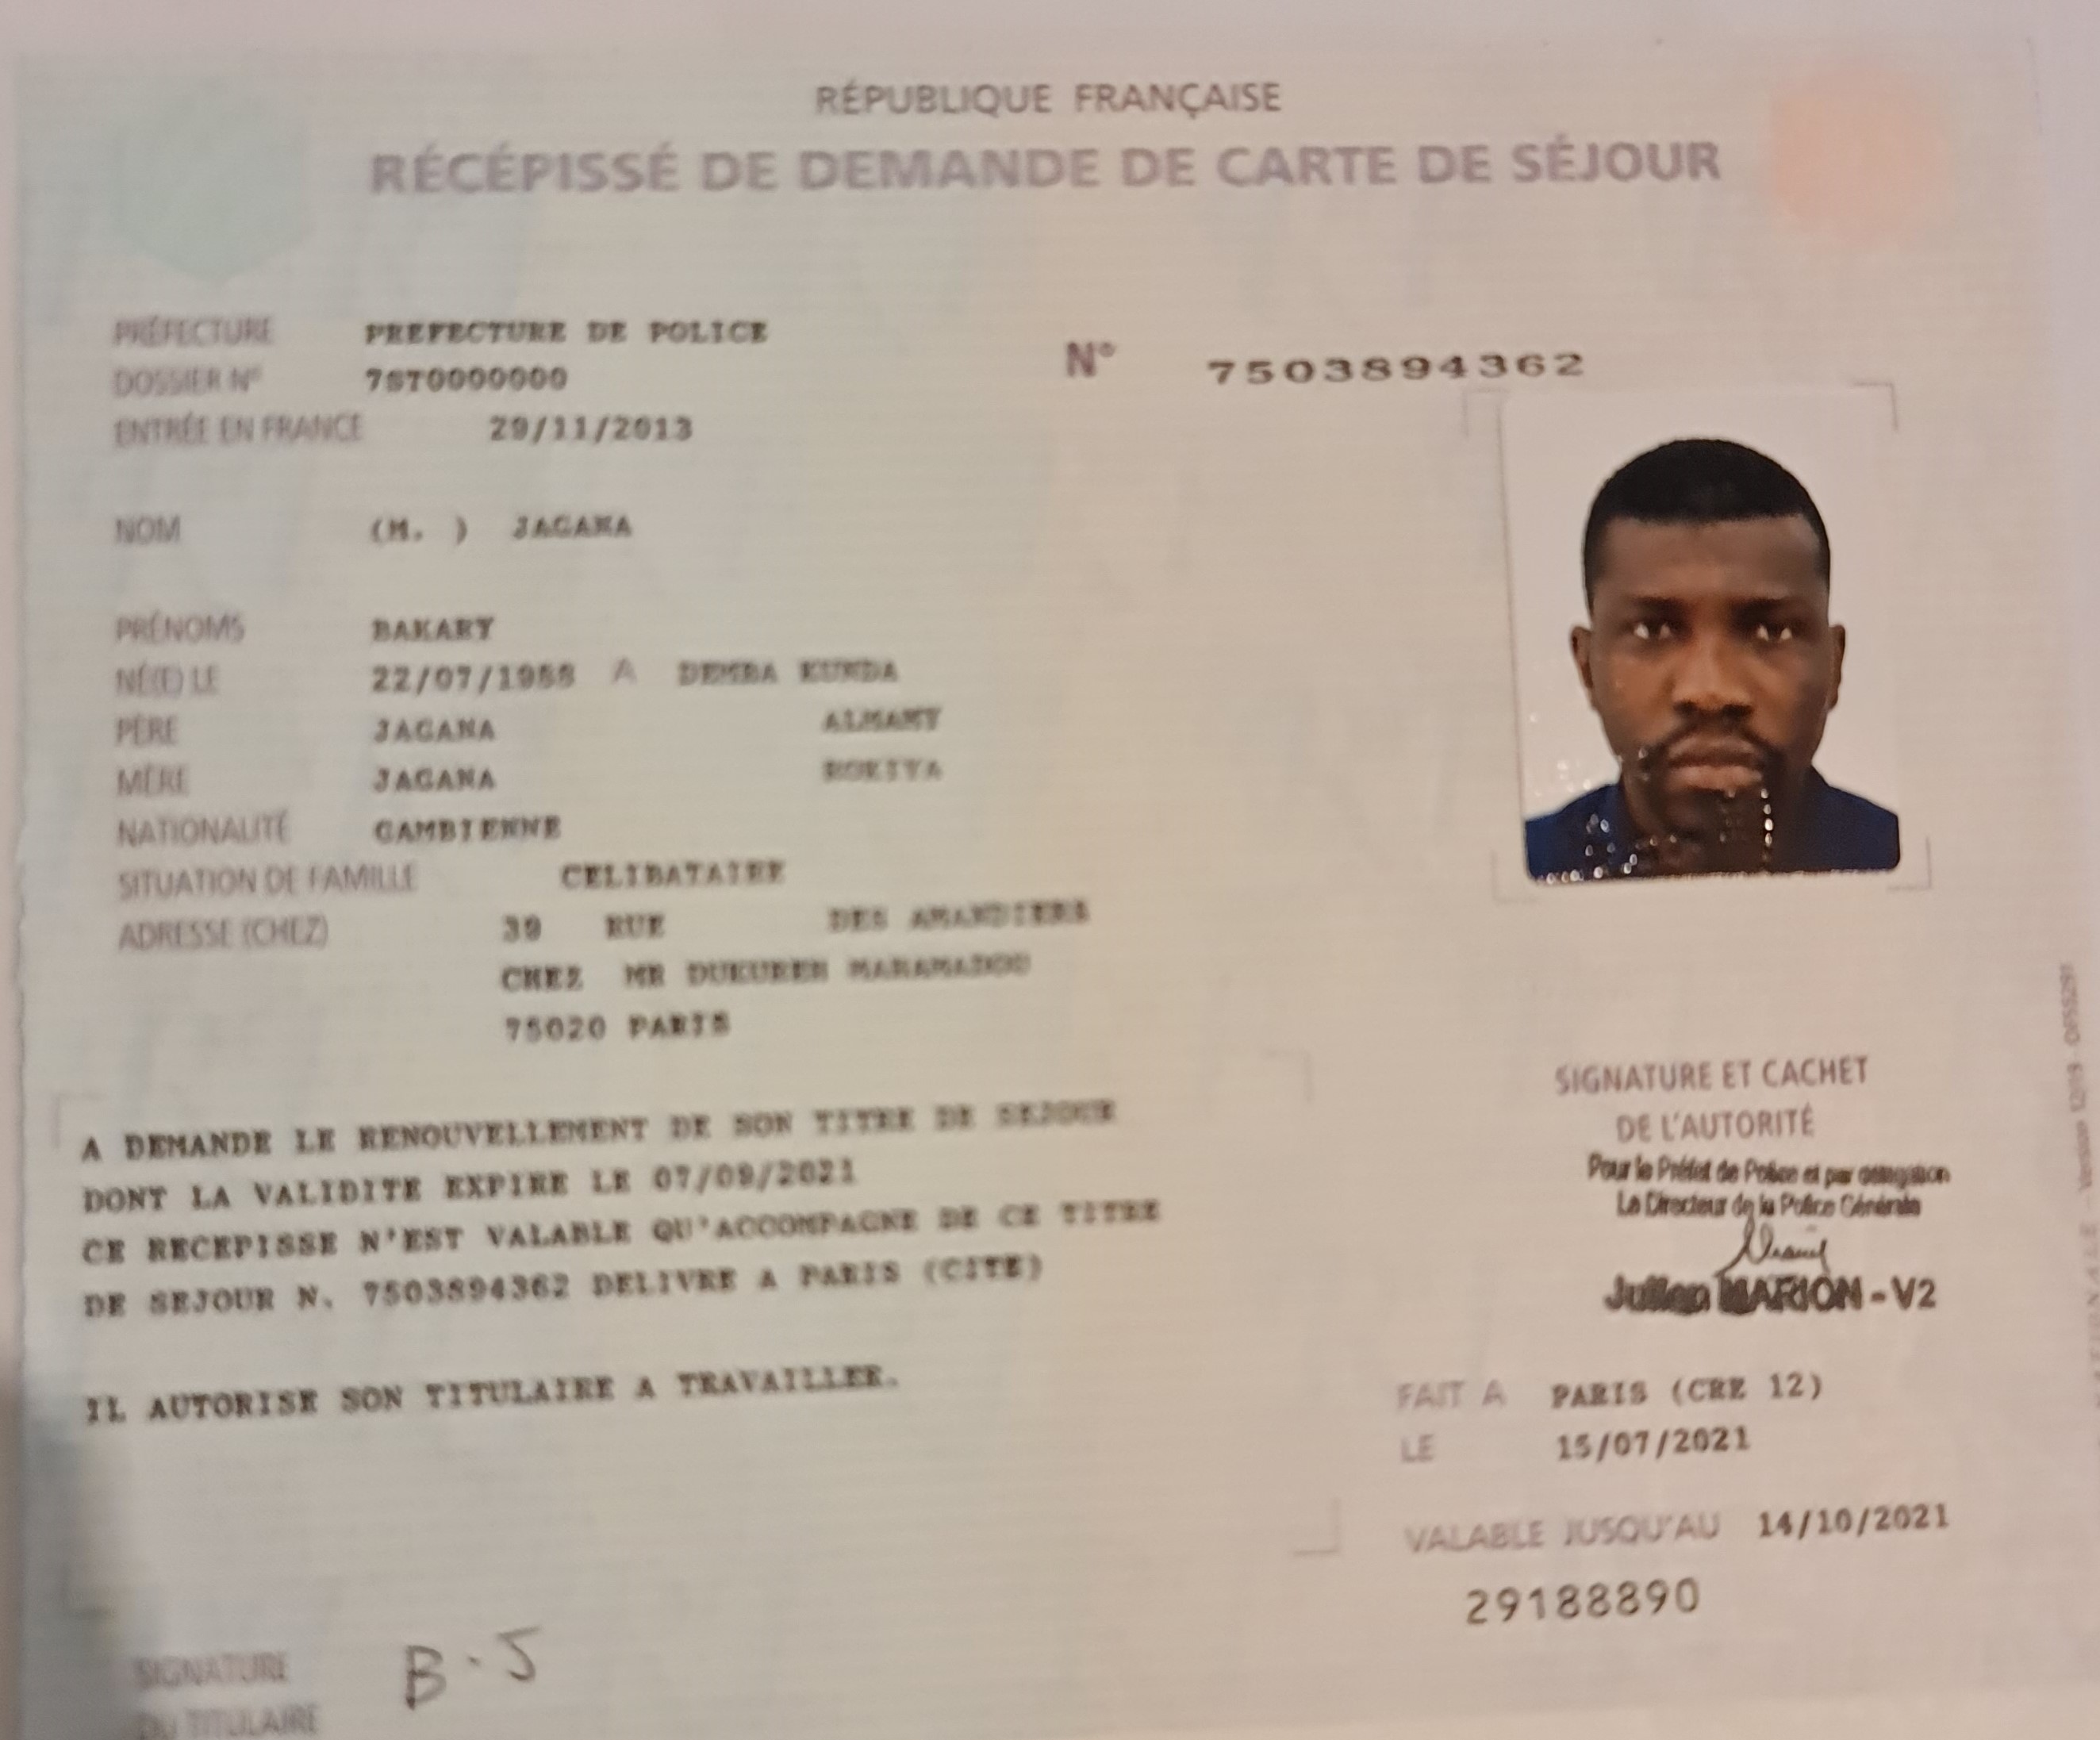 RÉPUBLIQUE FRANÇAISE
RÉCÉPISSÉ DE DEMANDE DE CARTE DE SÉJOUR
PRÉFECTURE PREFECTURE DE POLICE
DOSSIER N° 7ST0000000
N° 7503894362
ENTRÉE EN FRANCE 29/11/2013
NOM (M. ) JAGANA
PRÉNOMS BAKARY
NÉ(E) LE 22/07/1988 A DEMBA KUNDA
PÈRE JAGANA ALMAMY
MÈRE JAGANA ROKIYA
NATIONALITÉ GAMBIENNE
SITUATION DE FAMILLE CELIBATAIRE
ADRESSE (CHEZ) 39 RUE DES AMANDIERS
CHEZ MR
75020 PARIS
A DEMANDE LE RENOUVELLEMENT DE SON TITRE DE SEJOUR
DONT LA VALIDITE EXPIRE LE 07/09/2021
CE RECEPISSE N'EST VALABLE QU'ACCOMPAGNE DE CE TITRE
DE SEJOUR N. 7503894362 DELIVRE A PARIS (CITE)
IL AUTORISE SON TITULAIRE A TRAVAILLER.
SIGNATURE ET CACHET
DE L'AUTORITÉ
Pour le Préfet de Police et par délégation
Le Directeur de la Police Générale
Julien MARION - V2
FAIT A PARIS (CRE 12)
LE 15/07/2021
VALABLE JUSQU'AU 14/10/2021
29188890
SIGNATURE
DU TITULAIRE
B.J